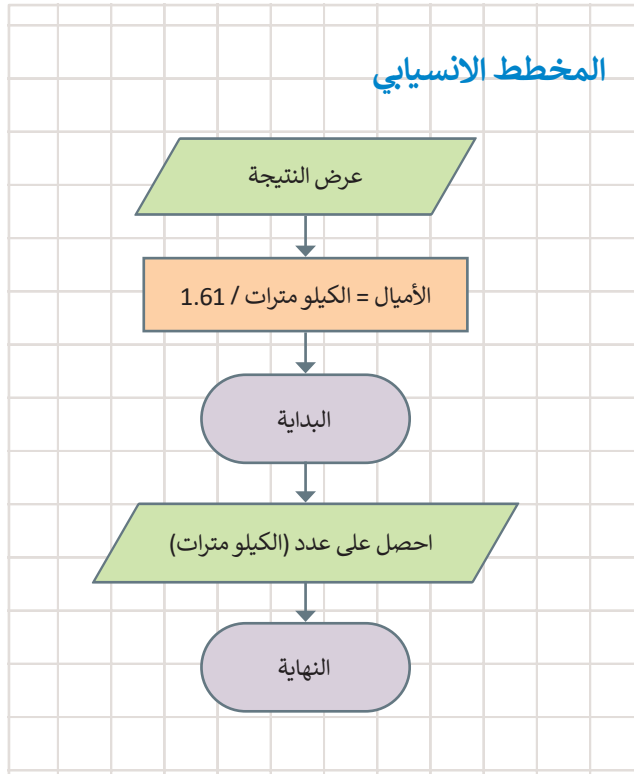 المخطط الانسيابي
عرض النتيجة
الأميال = الكيلو مترات / 1.61
البداية
احصل على عدد (الكيلو مترات)
النهاية